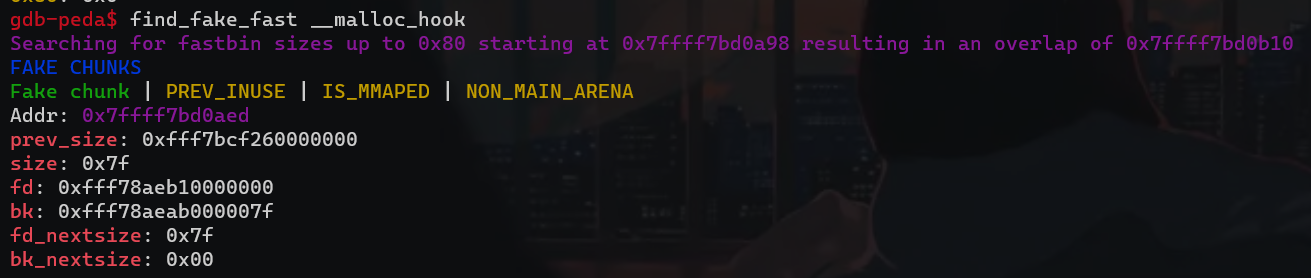 gdb-peda$ find_fake_fast __malloc_hook
Searching for fastbin sizes up to 0x80 starting at 0x7ffff7bd0a98 resulting in an overlap of 0x7ffff7bd0b10
FAKE CHUNKS
Fake chunk | PREV_INUSE | IS_MMAPED | NON_MAIN_ARENA
Addr: 0x7ffff7bd0aed
prev_size: 0xfff7bcf260000000
size: 0x7f
fd: 0xfff78aeb10000000
bk: 0xfff78aeab000007f
fd_nextsize: 0x7f
bk_nextsize: 0x00